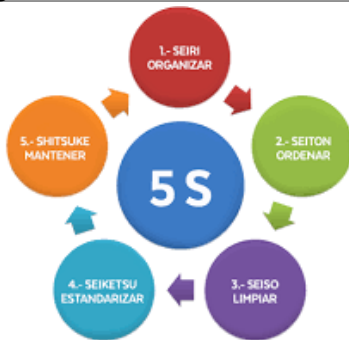 1.- SEIRI
ORGANIZAR
2.- SEITON
ORDENAR
3.- SEISO
LIMPIAR
4.- SEIKETSU
ESTANDARIZAR
5.- SHITSUKE
MANTENER
5 S